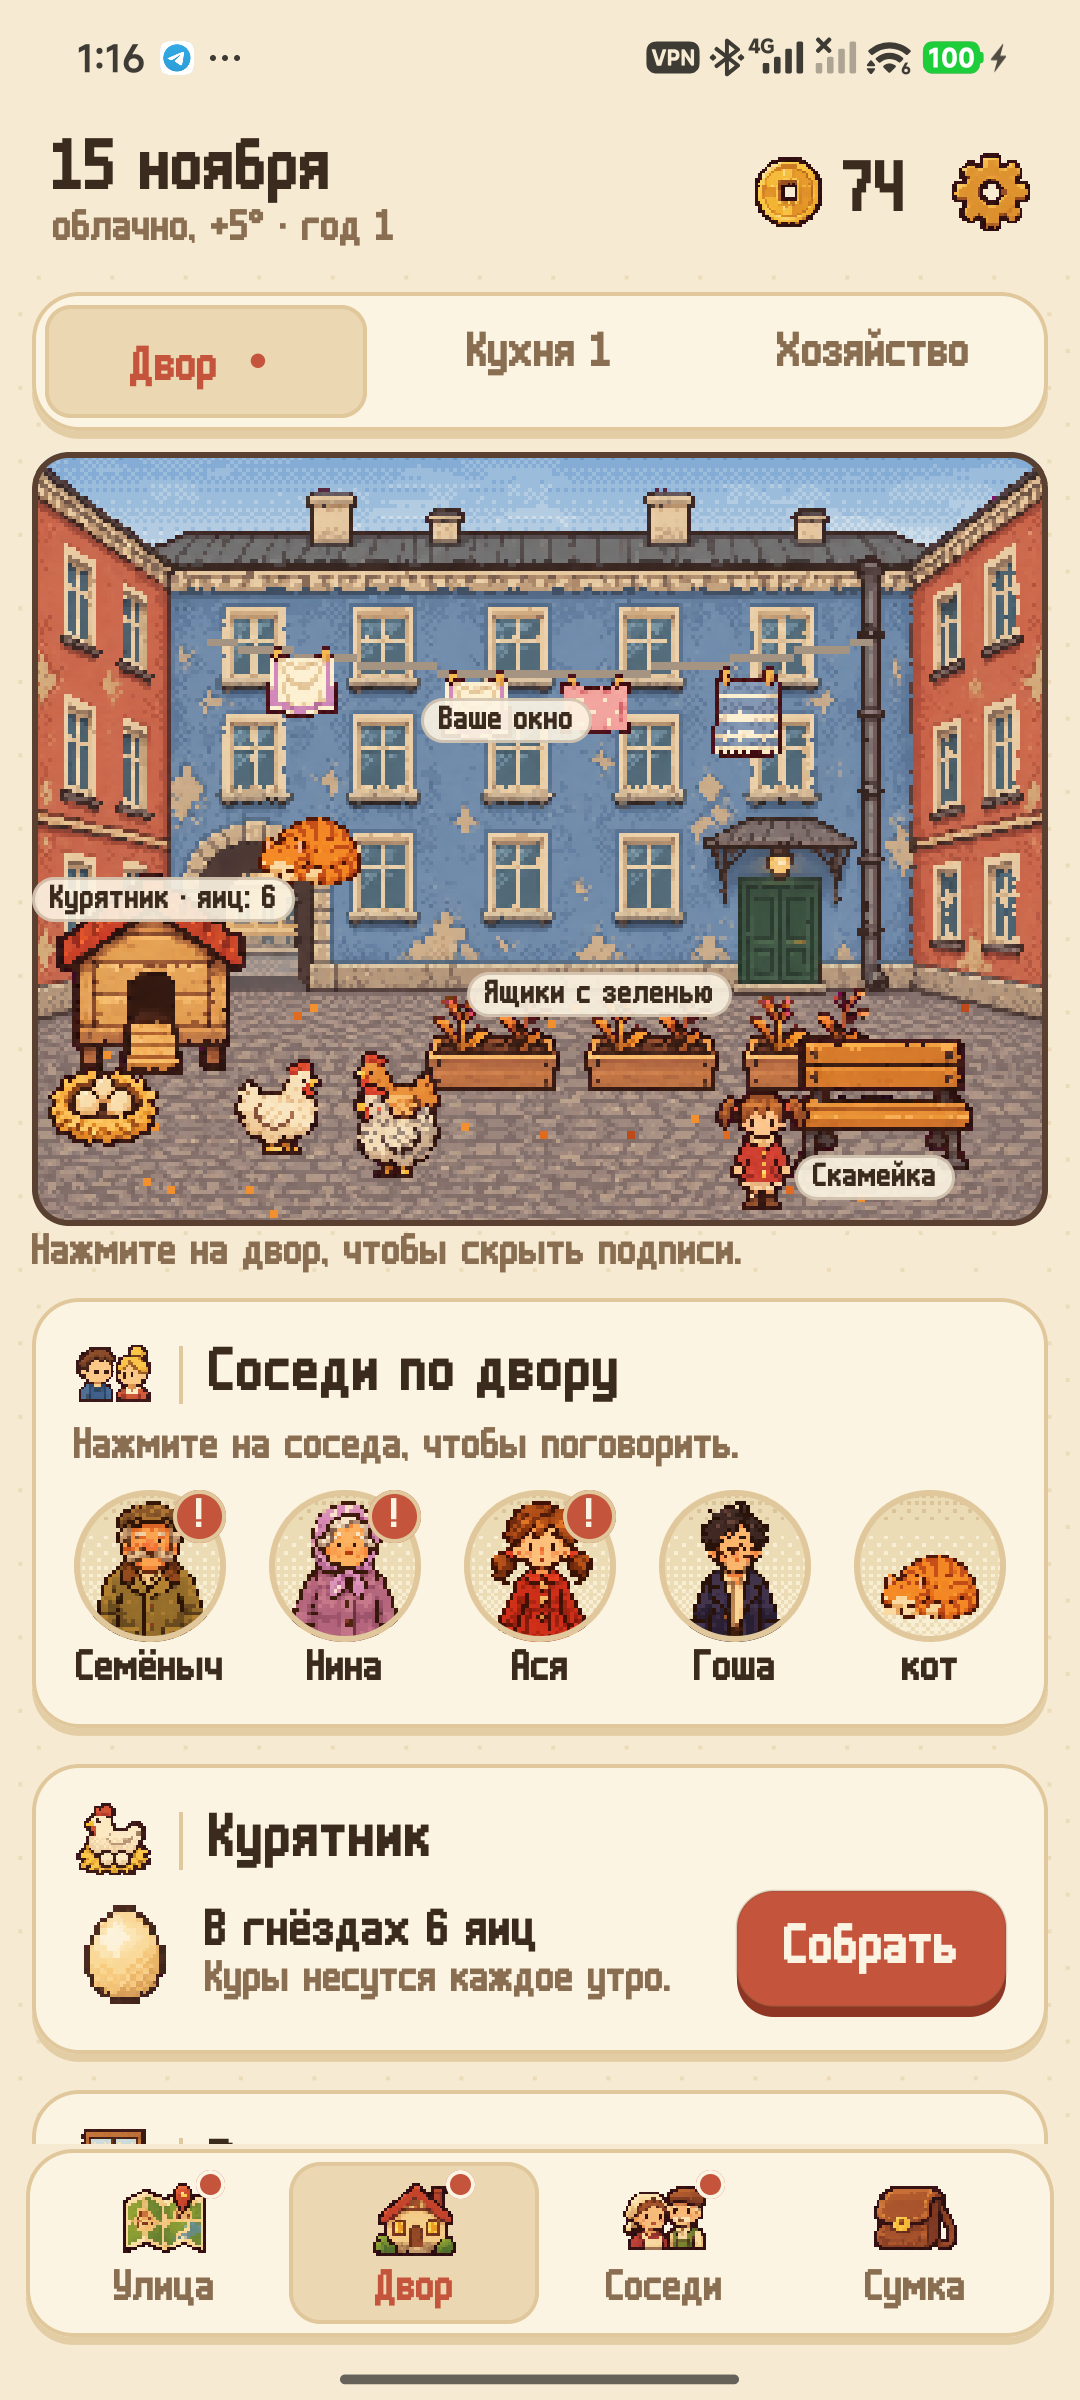 1:16
VPN 4G 6 100
15 ноября
облачно, +5° · год 1
74
Двор
Кухня 1
Хозяйство
Ваше окно
Курятник · яиц: 6
Ящики с зеленью
Скамейка
Нажмите на двор, чтобы скрыть подписи.
Соседи по двору
Нажмите на соседа, чтобы поговорить.
! ! !
Семёныч
Нина
Ася
Гоша
кот
Курятник
В гнёздах 6 яиц
Куры несутся каждое утро.
Собрать
Улица
Двор
Соседи
Сумка